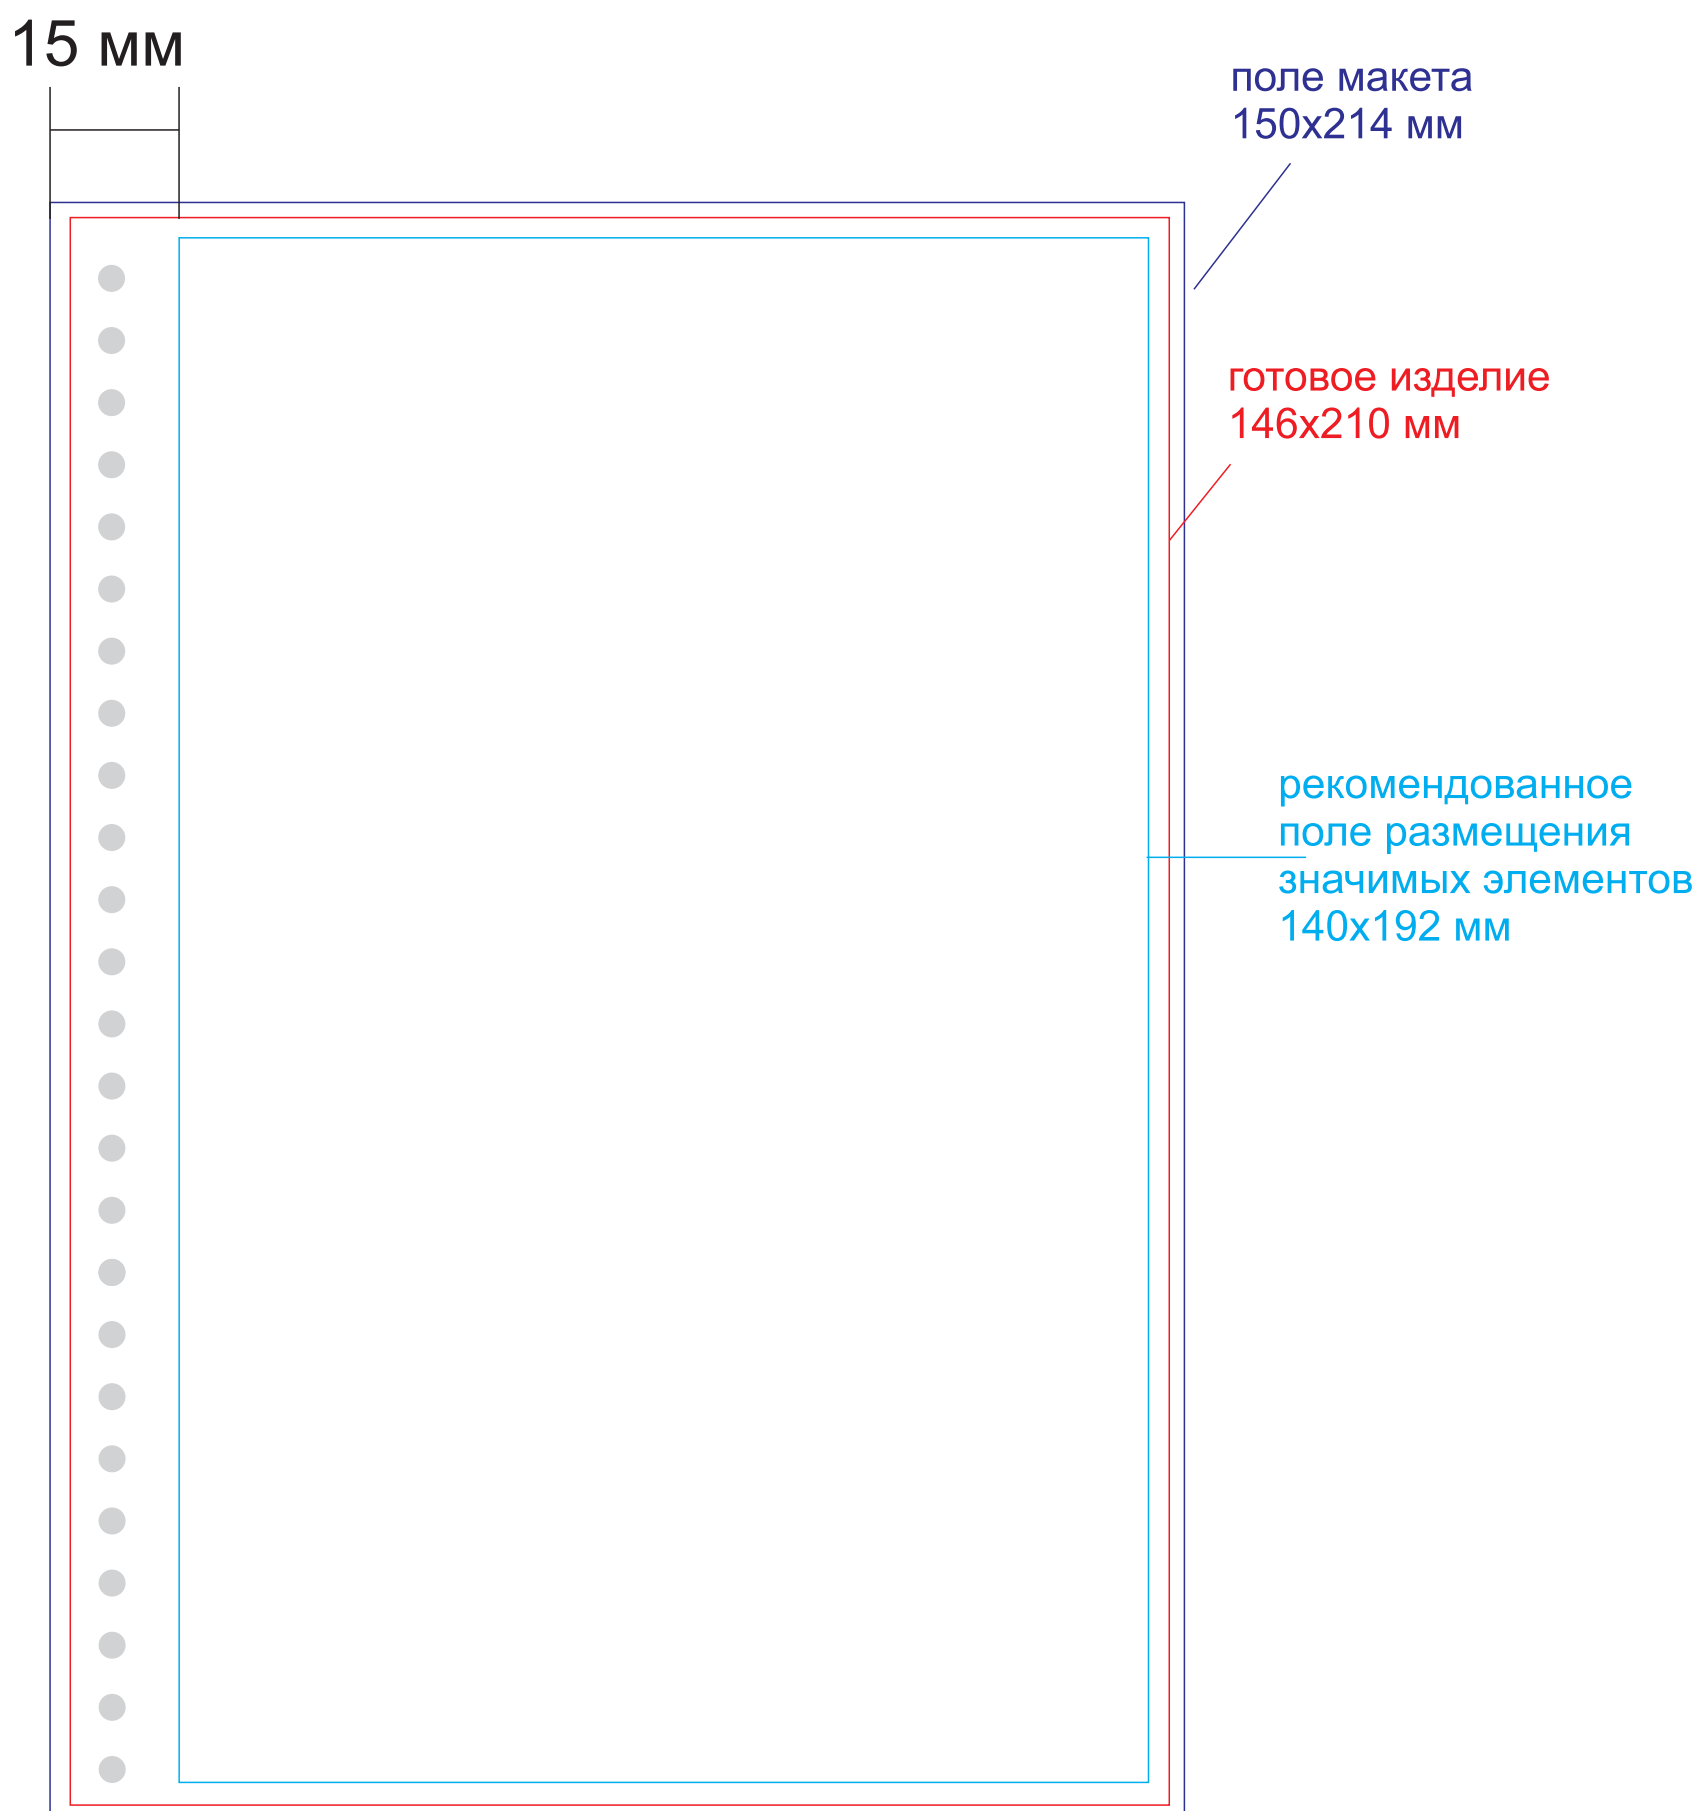 15 мм
поле макета
150х214 мм
готовое изделие
146х210 мм
рекомендованное
поле размещения
значимых элементов
140х192 мм